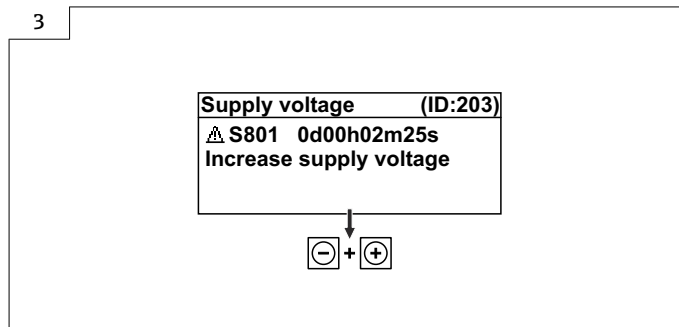 3
Supply voltage (ID:203)
⚠ S801 0d00h02m25s
Increase supply voltage
- + +